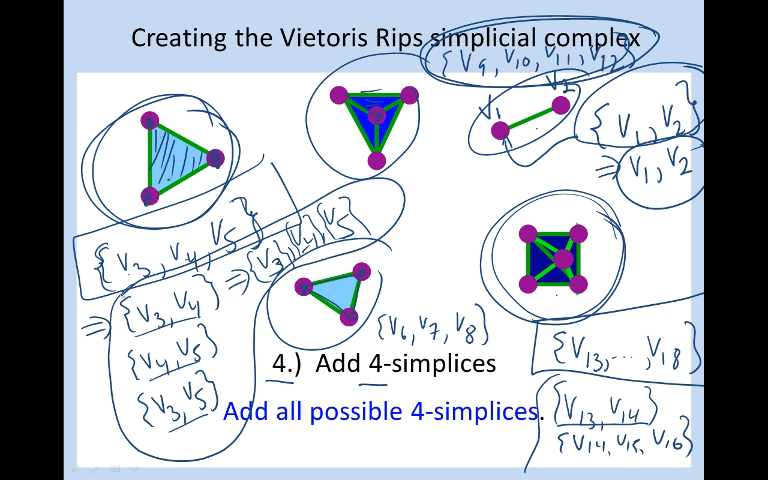 Creating the Vietoris Rips simplicial complex
{V9, V10, V11, V12}
V1
V2
{V1, V2}
⇒ V1, V2
{V3, V4, V5}
⇒ {V3}{V4}{V5}
⇒ {V3, V4}
{V4, V5}
{V3, V5}
{V6, V7, V8}
4.) Add 4-simplices
Add all possible 4-simplices.
{V13, ..., V18}
{V13, V14}
{V14, V15, V16}